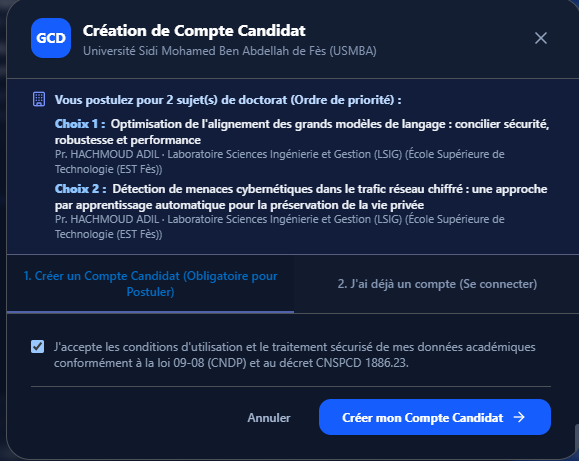 GCD
Création de Compte Candidat
Université Sidi Mohamed Ben Abdellah de Fès (USMBA)
Vous postulez pour 2 sujet(s) de doctorat (Ordre de priorité) :
Choix 1 : Optimisation de l'alignement des grands modèles de langage : concilier sécurité,
robustesse et performance
Pr. HACHMOUD ADIL · Laboratoire Sciences Ingénierie et Gestion (LSIG) (École Supérieure de
Technologie (EST Fès))
Choix 2 : Détection de menaces cybernétiques dans le trafic réseau chiffré : une approche
par apprentissage automatique pour la préservation de la vie privée
Pr. HACHMOUD ADIL · Laboratoire Sciences Ingénierie et Gestion (LSIG) (École Supérieure de
Technologie (EST Fès))
1. Créer un Compte Candidat (Obligatoire pour
Postuler)
2. J'ai déjà un compte (Se connecter)
J'accepte les conditions d'utilisation et le traitement sécurisé de mes données académiques
conformément à la loi 09-08 (CNDP) et au décret CNSPCD 1886.23.
Annuler
Créer mon Compte Candidat →